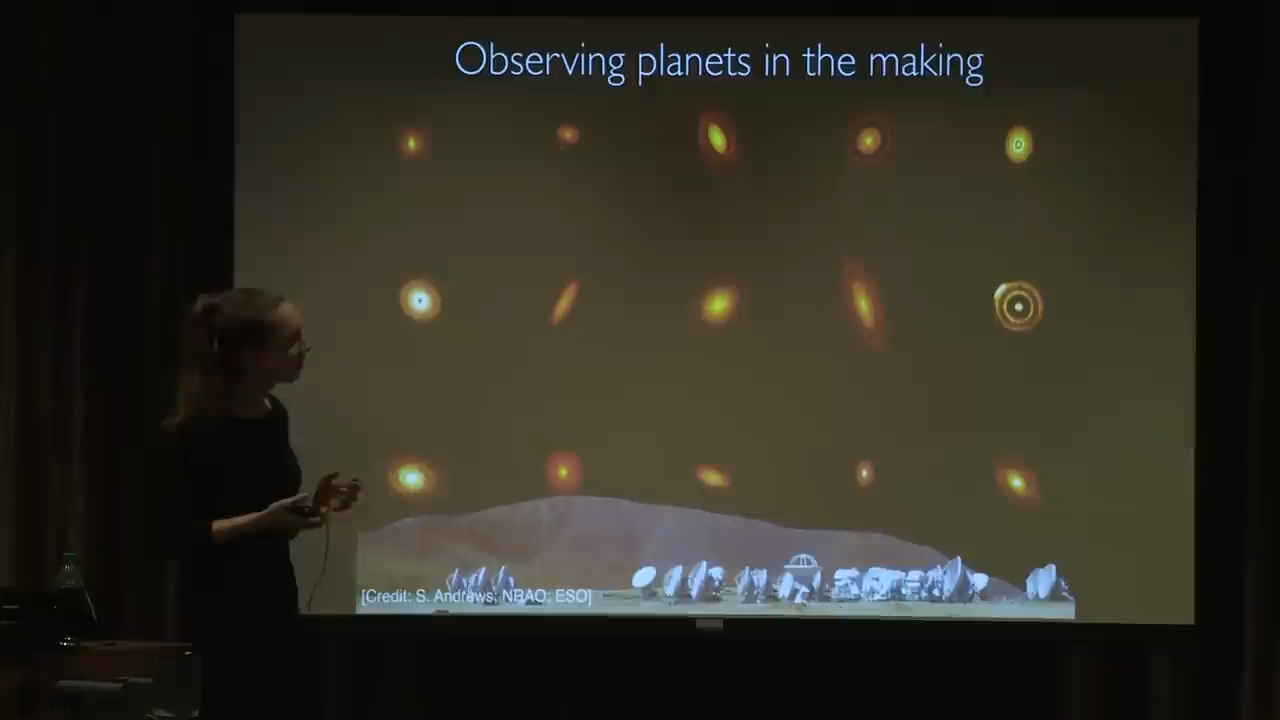 Observing planets in the making
[Credit: S. Andrews; NRAO; ESO]